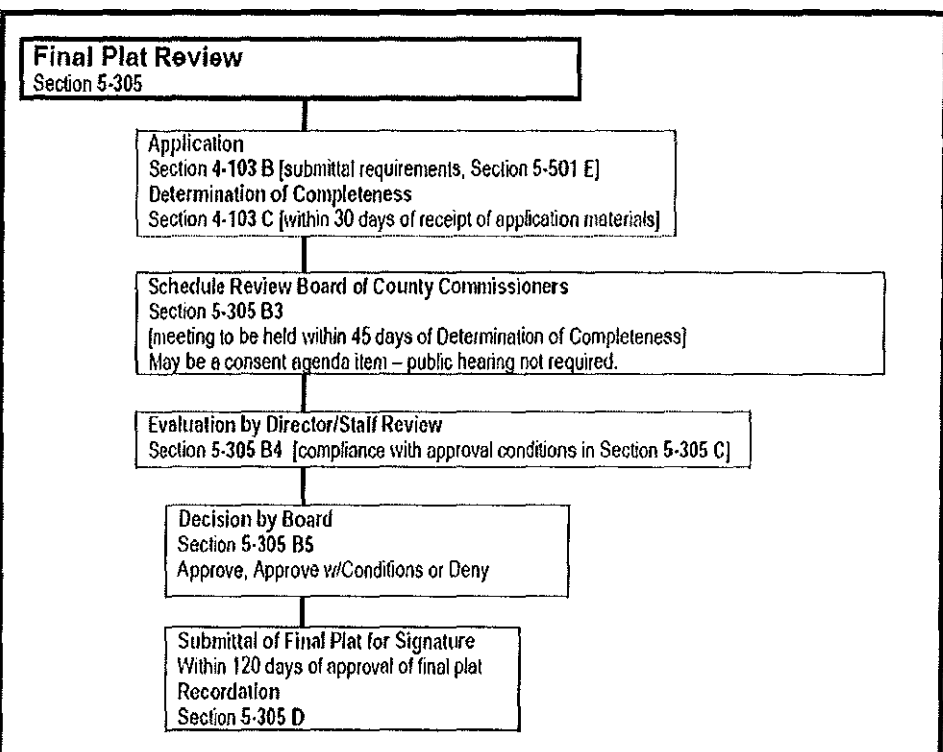 Final Plat Review
Section 5-305
Application
Section 4-103 B [submittal requirements, Section 5-501 E]
Determination of Completeness
Section 4-103 C [within 30 days of receipt of application materials]
Schedule Review Board of County Commissioners
Section 5-305 B3
[meeting to be held within 45 days of Determination of Completeness]
May be a consent agenda item – public hearing not required.
Evaluation by Director/Staff Review
Section 5-305 B4 [compliance with approval conditions in Section 5-305 C]
Decision by Board
Section 5-305 B5
Approve, Approve w/Conditions or Deny
Submittal of Final Plat for Signature
Within 120 days of approval of final plat
Recordation
Section 5-305 D